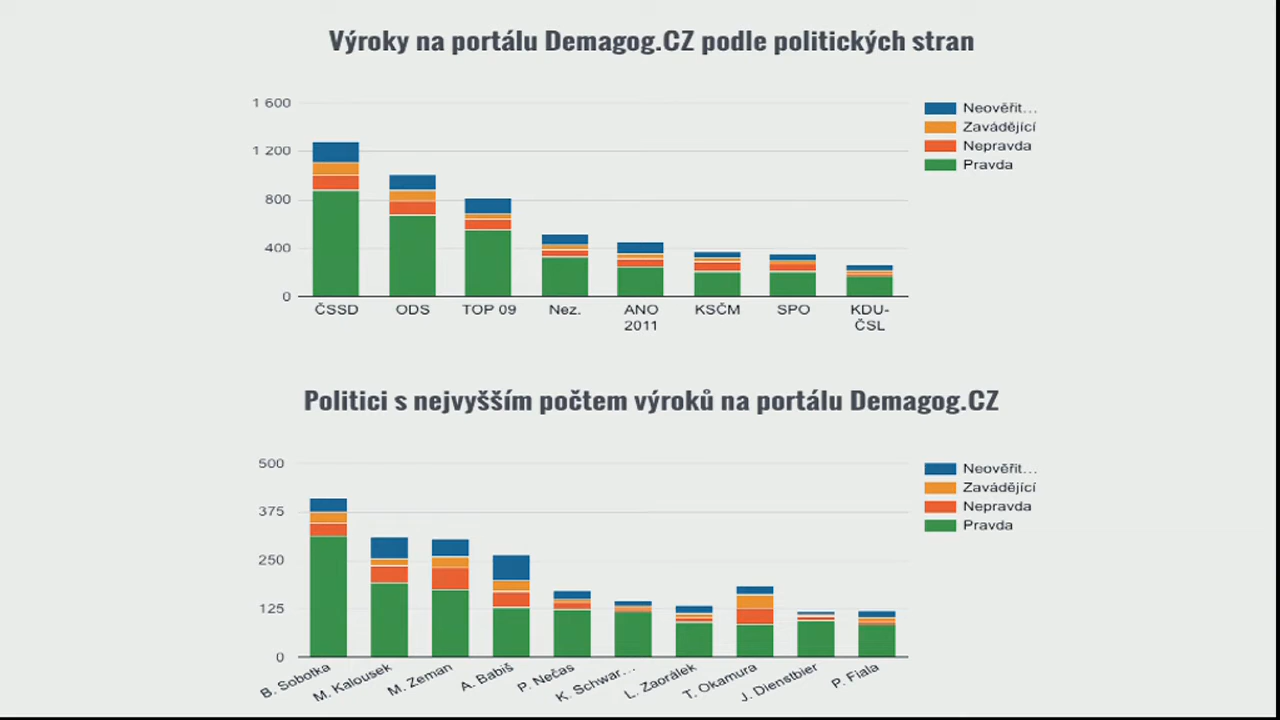 Výroky na portálu Demagog.CZ podle politických stran
1 600
1 200
800
400
0
ČSSD
ODS
TOP 09
Nez.
ANO
2011
KSČM
SPO
KDU-
ČSL
Neověřit...
Zavádějící
Nepravda
Pravda
Politici s nejvyšším počtem výroků na portálu Demagog.CZ
500
375
250
125
0
B. Sobotka
M. Kalousek
M. Zeman
A. Babiš
P. Nečas
K. Schwar...
L. Zaorálek
T. Okamura
J. Dienstbier
P. Fiala
Neověřit...
Zavádějící
Nepravda
Pravda